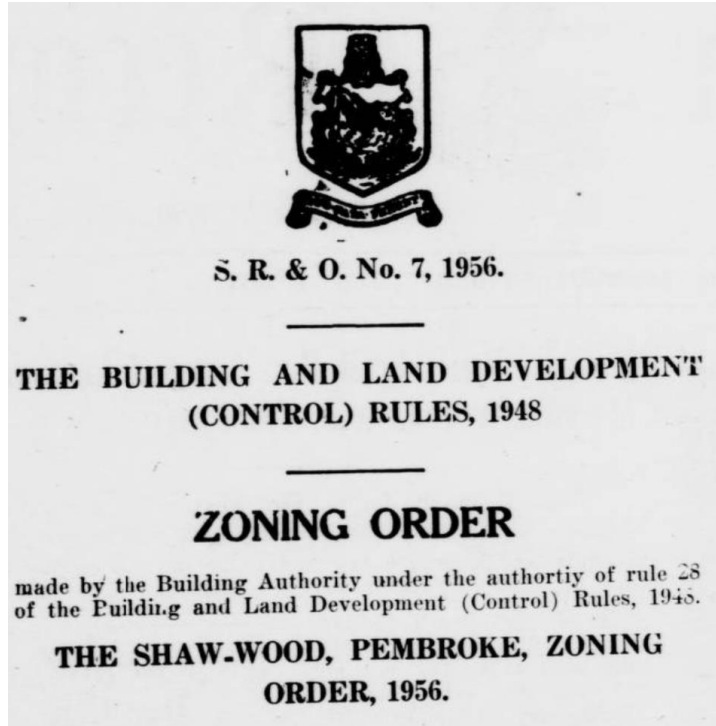 S. R. & O. No. 7, 1956.
THE BUILDING AND LAND DEVELOPMENT
(CONTROL) RULES, 1948
ZONING ORDER
made by the Building Authority under the authortiy of rule 28
of the Building and Land Development (Control) Rules, 1948.
THE SHAW-WOOD, PEMBROKE, ZONING
ORDER, 1956.